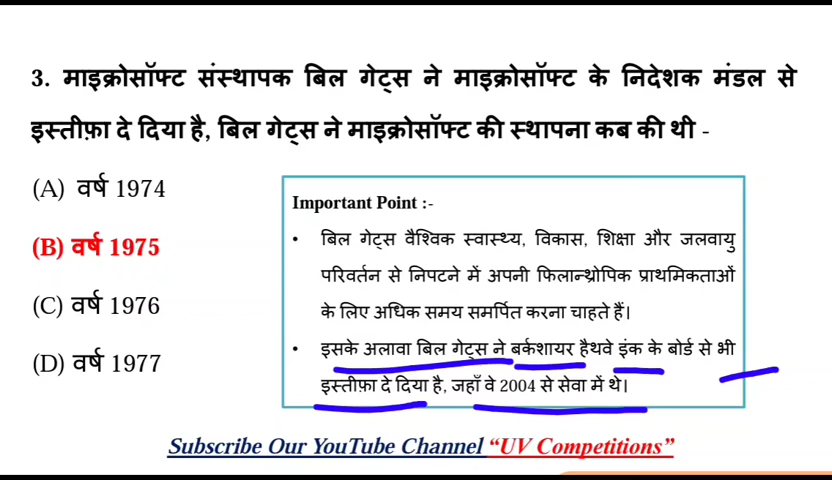 3. माइक्रोसॉफ्ट संस्थापक बिल गेट्स ने माइक्रोसॉफ्ट के निदेशक मंडल से
इस्तीफ़ा दे दिया है, बिल गेट्स ने माइक्रोसॉफ्ट की स्थापना कब की थी -
(A) वर्ष 1974
(B) वर्ष 1975
(C) वर्ष 1976
(D) वर्ष 1977
Important Point :-
• बिल गेट्स वैश्विक स्वास्थ्य, विकास, शिक्षा और जलवायु
परिवर्तन से निपटने में अपनी फिलान्थ्रोपिक प्राथमिकताओं
के लिए अधिक समय समर्पित करना चाहते हैं।
• इसके अलावा बिल गेट्स ने बर्कशायर हैथवे इंक के बोर्ड से भी
इस्तीफ़ा दे दिया है, जहाँ वे 2004 से सेवा में थे।
Subscribe Our YouTube Channel “UV Competitions”